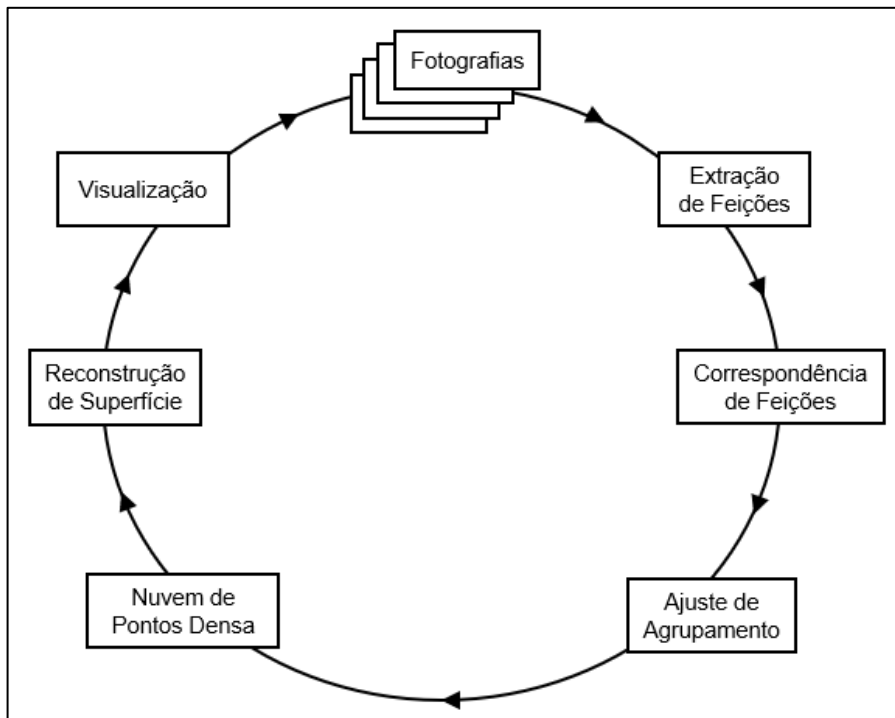 Fotografias
Extração
de Feições
Correspondência
de Feições
Ajuste de
Agrupamento
Nuvem de
Pontos Densa
Reconstrução
de Superfície
Visualização